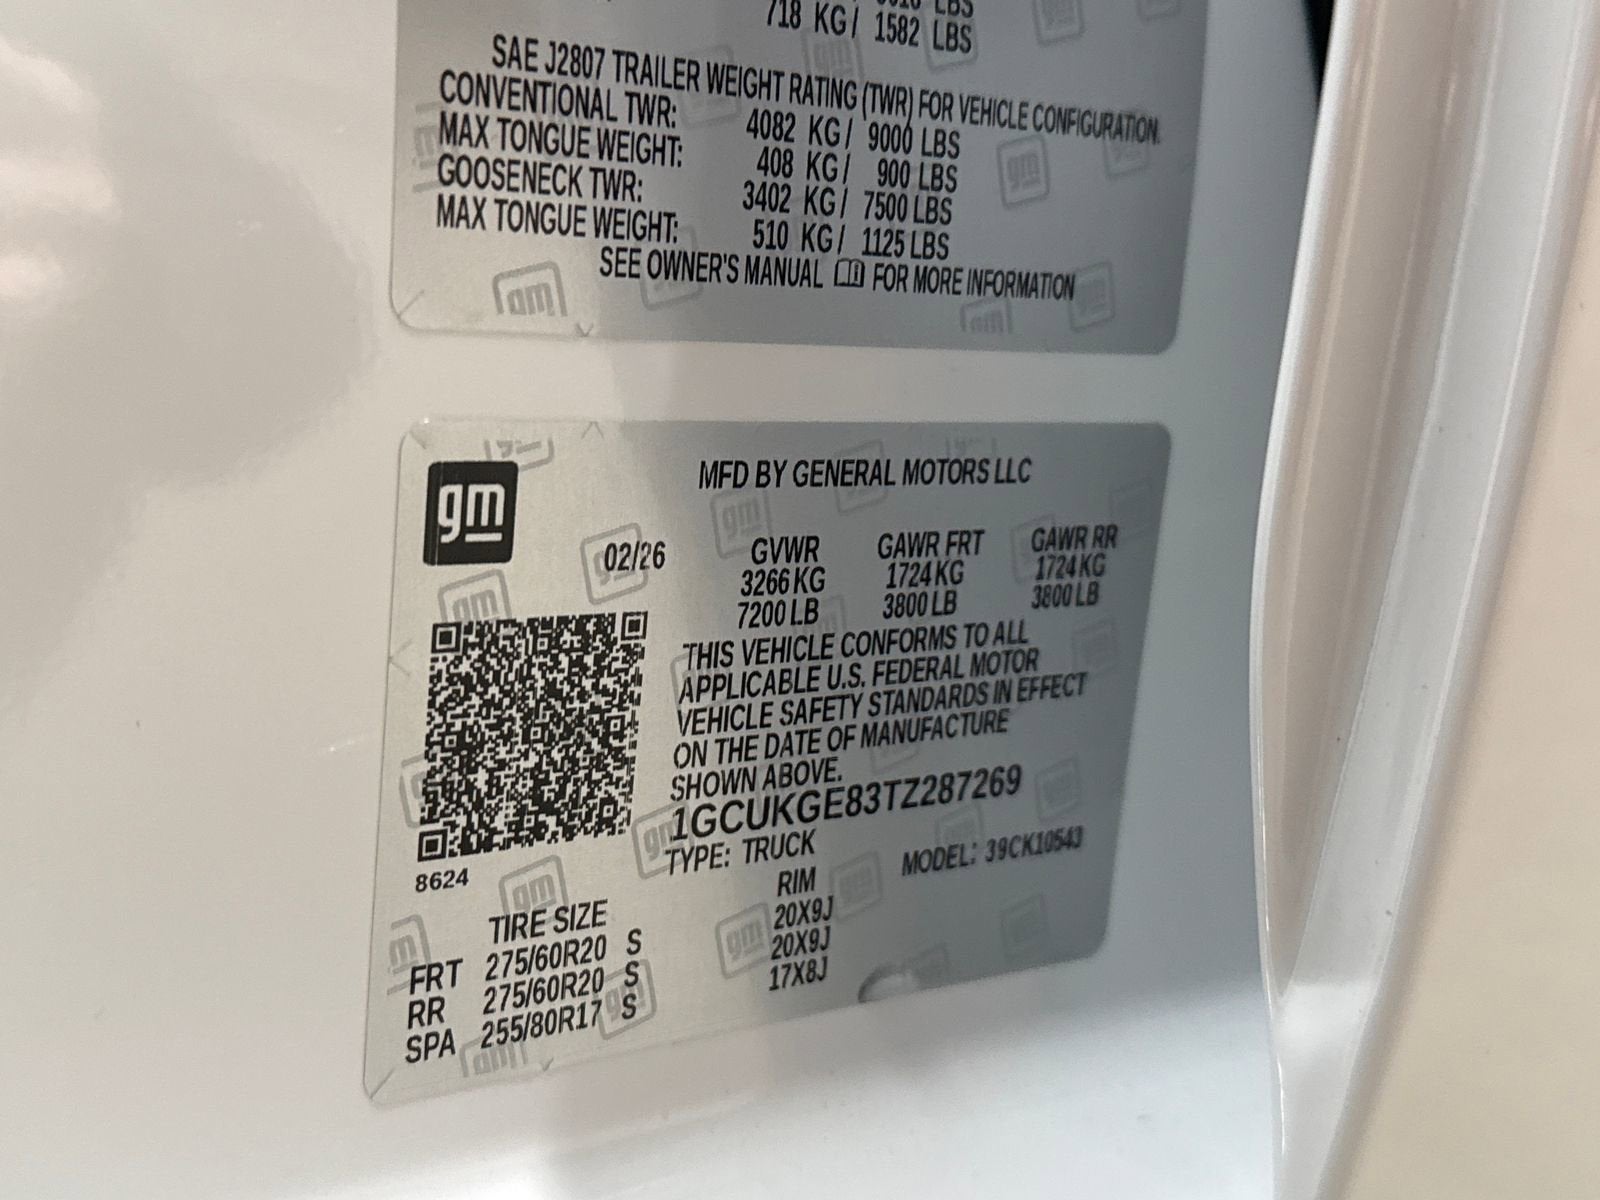 718 KG/ 1582 LBS
SAE J2807 TRAILER WEIGHT RATING (TWR) FOR VEHICLE CONFIGURATION.
CONVENTIONAL TWR: 4082 KG/ 9000 LBS
MAX TONGUE WEIGHT: 408 KG/ 900 LBS
GOOSENECK TWR: 3402 KG/ 7500 LBS
MAX TONGUE WEIGHT: 510 KG/ 1125 LBS
SEE OWNER'S MANUAL FOR MORE INFORMATION
gm
MFD BY GENERAL MOTORS LLC
02/26 GVWR GAWR FRT GAWR RR
3266 KG 1724 KG 1724 KG
7200 LB 3800 LB 3800 LB
THIS VEHICLE CONFORMS TO ALL
APPLICABLE U.S. FEDERAL MOTOR
VEHICLE SAFETY STANDARDS IN EFFECT
ON THE DATE OF MANUFACTURE
SHOWN ABOVE.
1GCUKGE83TZ287269
TYPE: TRUCK MODEL: 39CK10543
8624
TIRE SIZE RIM
FRT 275/60R20 S 20X9J
RR 275/60R20 S 20X9J
SPA 255/80R17 S 17X8J